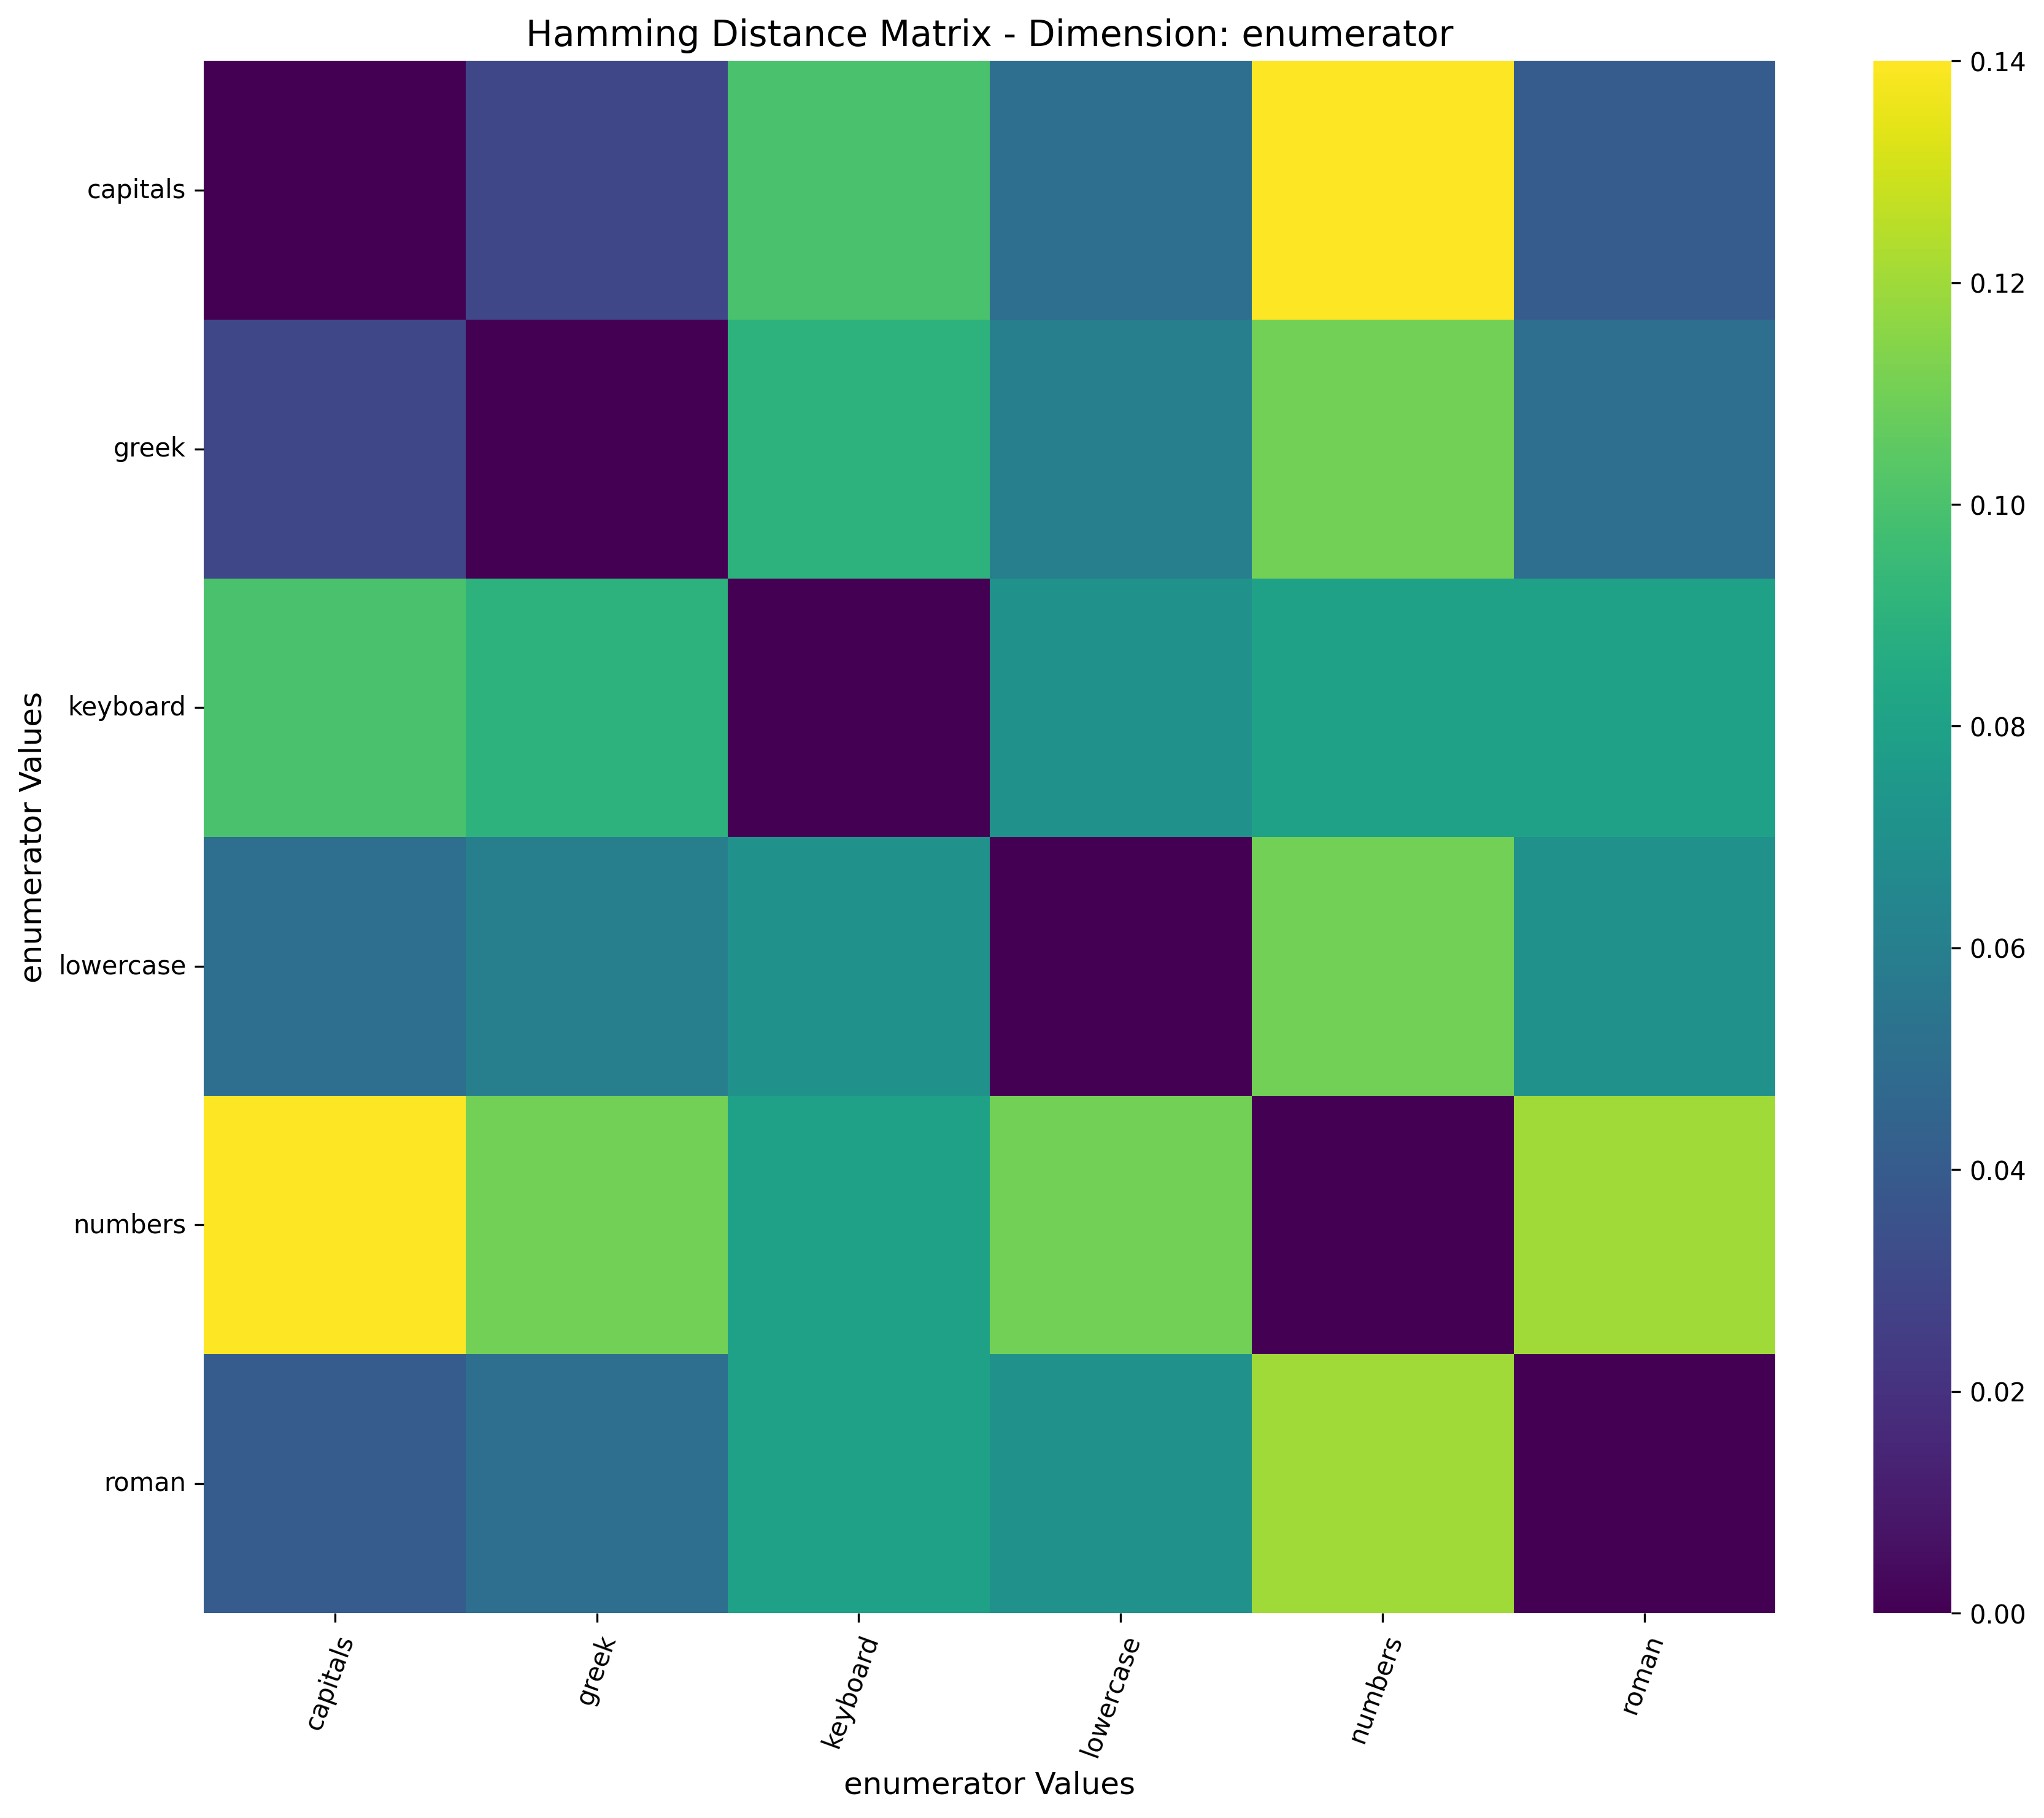 Hamming Distance Matrix - Dimension: enumerator
enumerator Values
capitals
greek
keyboard
lowercase
numbers
roman
capitals
greek
keyboard
lowercase
numbers
roman
enumerator Values
0.14
0.12
0.10
0.08
0.06
0.04
0.02
0.00